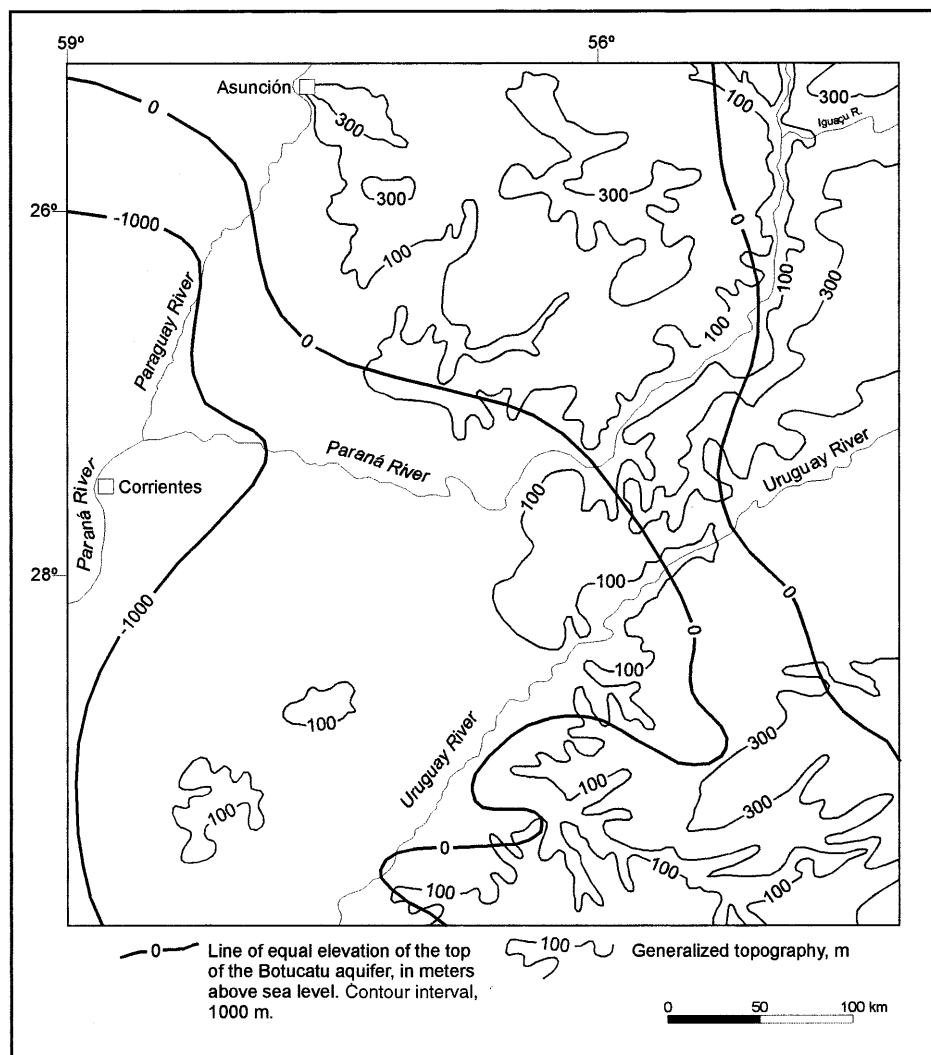 59º
56º
Asunción
0
300
100
300
Iguaçu R.
26º
-1000
300
300
0
100
100
100
300
Paraguay River
0
100
Paraná River
Uruguay River
Paraná River
Corrientes
100
100
28º
-1000
100
0
0
100
100
Uruguay River
300
100
100
300
0
100
100
100
0 Line of equal elevation of the top
of the Botucatu aquifer, in meters
above sea level. Contour interval,
1000 m.
100 Generalized topography, m
0 50 100 km